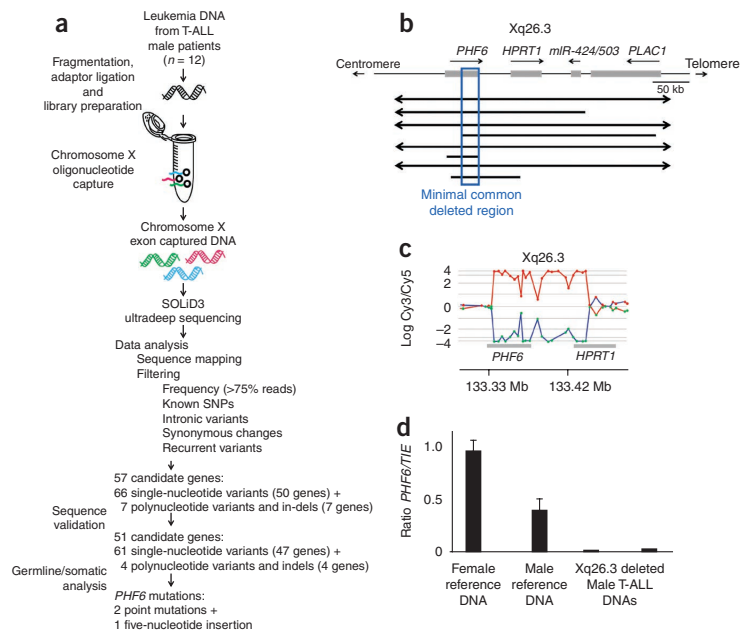 a
Leukemia DNA
from T-ALL
male patients
(n = 12)
Fragmentation,
adaptor ligation
and
library preparation
Chromosome X
oligonucleotide
capture
Chromosome X
exon captured DNA
SOLiD3
ultradeep sequencing
Data analysis
Sequence mapping
Filtering
Frequency (>75% reads)
Known SNPs
Intronic variants
Synonymous changes
Recurrent variants
57 candidate genes:
66 single-nucleotide variants (50 genes) +
7 polynucleotide variants and in-dels (7 genes)
Sequence
validation
51 candidate genes:
61 single-nucleotide variants (47 genes) +
4 polynucleotide variants and indels (4 genes)
Germline/somatic
analysis
PHF6 mutations:
2 point mutations +
1 five-nucleotide insertion
b
Xq26.3
PHF6 HPRT1 mIR-424/503 PLAC1
Centromere
Telomere
50 kb
Minimal common
deleted region
c
Xq26.3
Log Cy3/Cy5
4
2
0
−2
−4
PHF6
HPRT1
133.33 Mb
133.42 Mb
d
Ratio PHF6/TIE
1.0
0.5
0
Female
reference
DNA
Male
reference
DNA
Xq26.3 deleted
Male T-ALL
DNAs